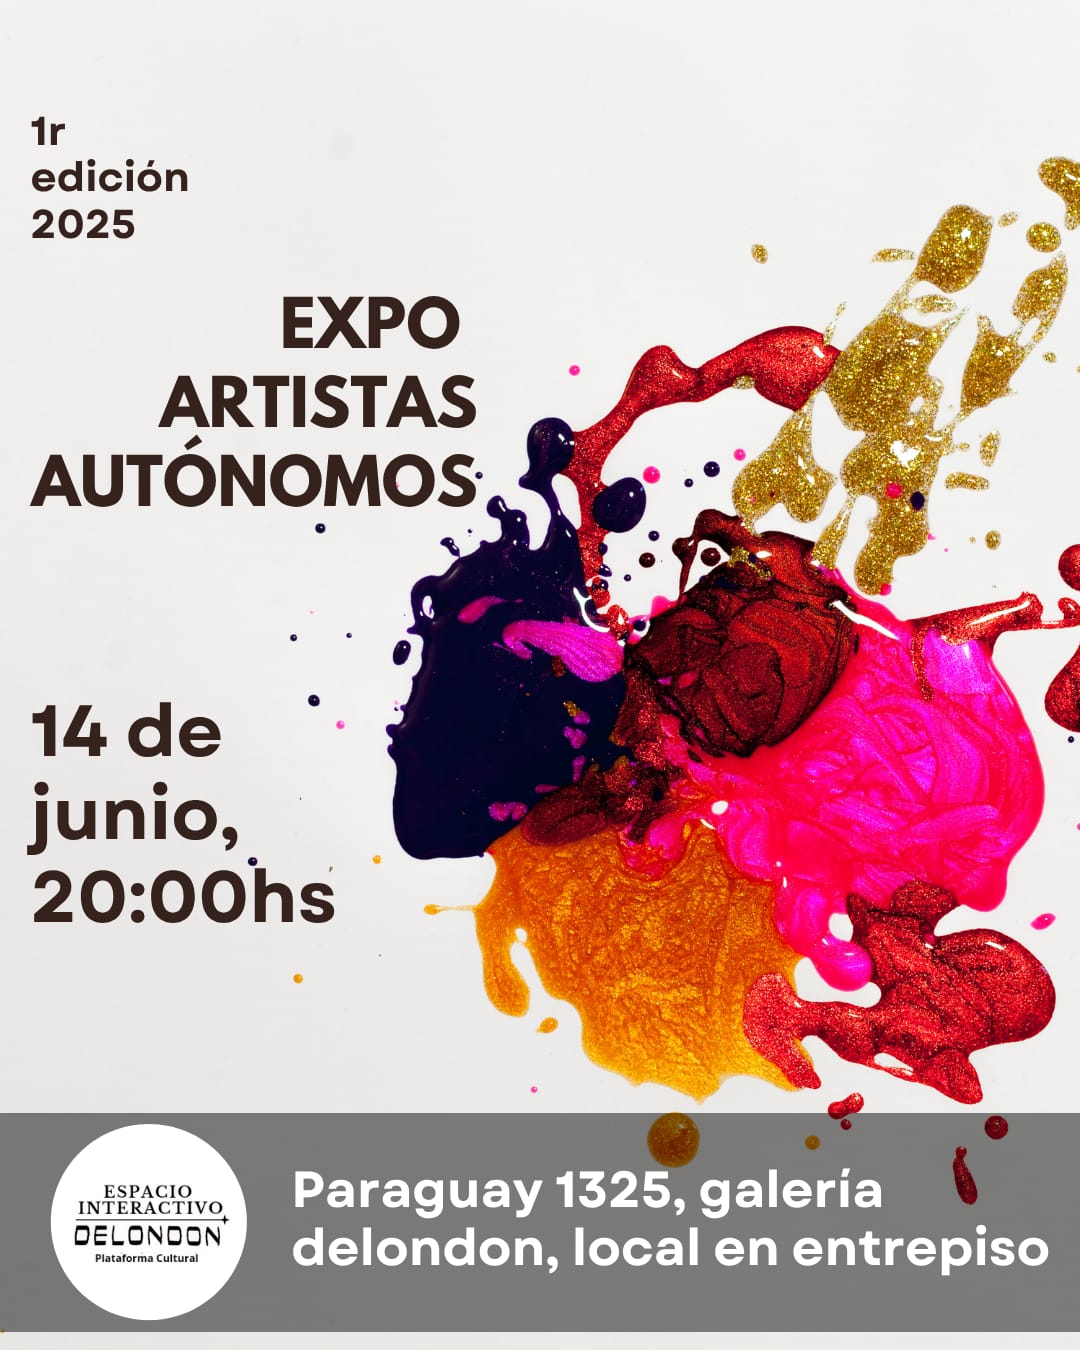 1r
edición
2025
EXPO
ARTISTAS
AUTÓNOMOS
14 de
junio,
20:00hs
ESPACIO
INTERACTIVO
DELONDON
Plataforma Cultural
Paraguay 1325, galería
delondon, local en entrepiso